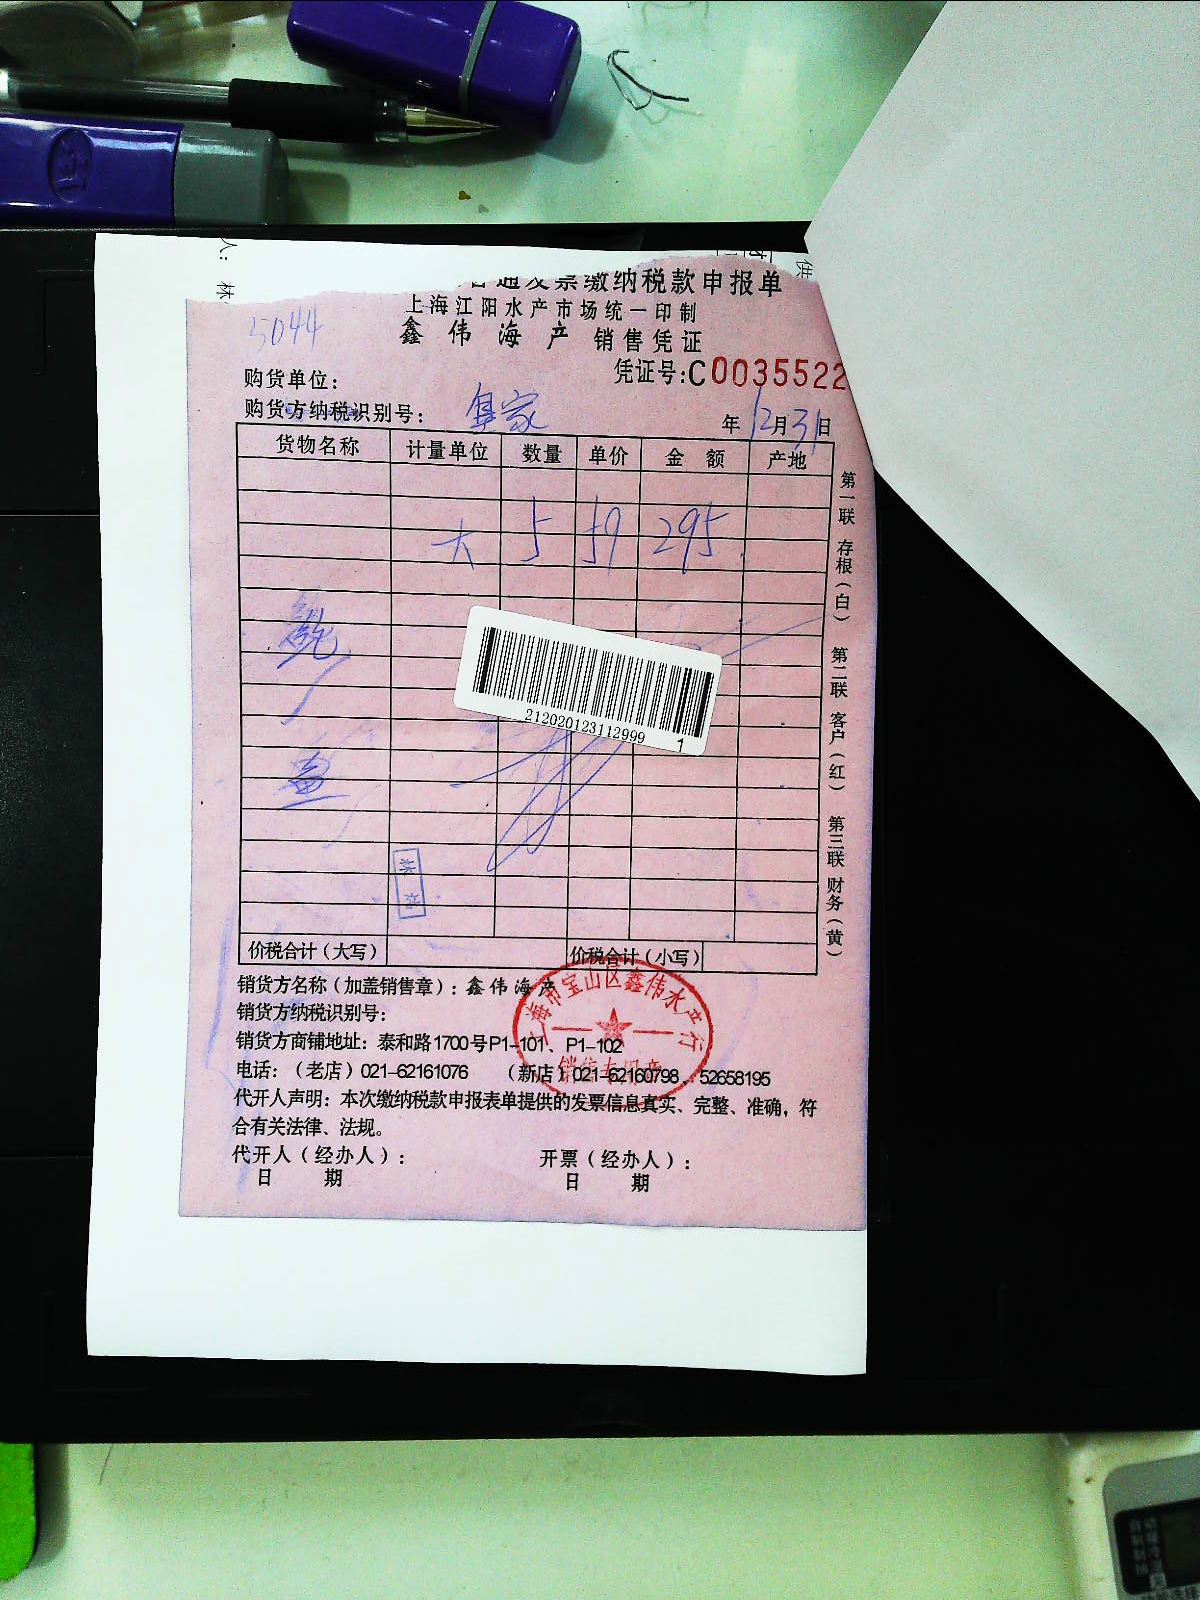 人：
林
供
通发票缴纳税款申报单
上海江阳水产市场统一印制
5044
鑫伟海产 销售凭证
凭证号:C0035522
购货单位：
购货方纳税识别号：
年12月31日
货物名称 计量单位 数量 单价 金额 产地
大 5 59 295
212020123112999 1
第一联 存根（白） 第二联 客户（红） 第三联 财务（黄）
价税合计（大写） 价税合计（小写）
销货方名称（加盖销售章）：鑫伟海产
上海市宝山区鑫伟水产行
销货方纳税识别号：
销货方商铺地址：泰和路1700号P1-101、P1-102
电话：（老店）021-62161076 （新店）021-62160798、52658195
代开人声明：本次缴纳税款申报表单提供的发票信息真实、完整、准确，符
合有关法律、法规。
代开人（经办人）： 开票（经办人）：
日期 日期